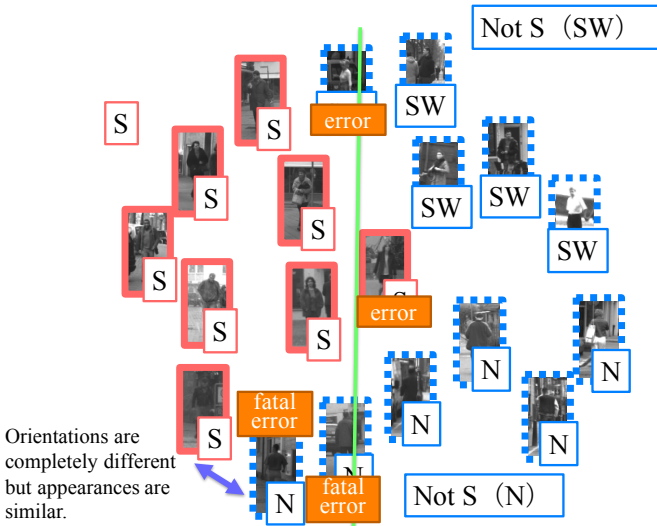 Not S（SW）
S
S
error
SW
S
S
SW
SW
S
SW
S
S
S
error
N
N
N
N
S
fatal
error
N
fatal
error
N
Not S（N）
Orientations are
completely different
but appearances are
similar.